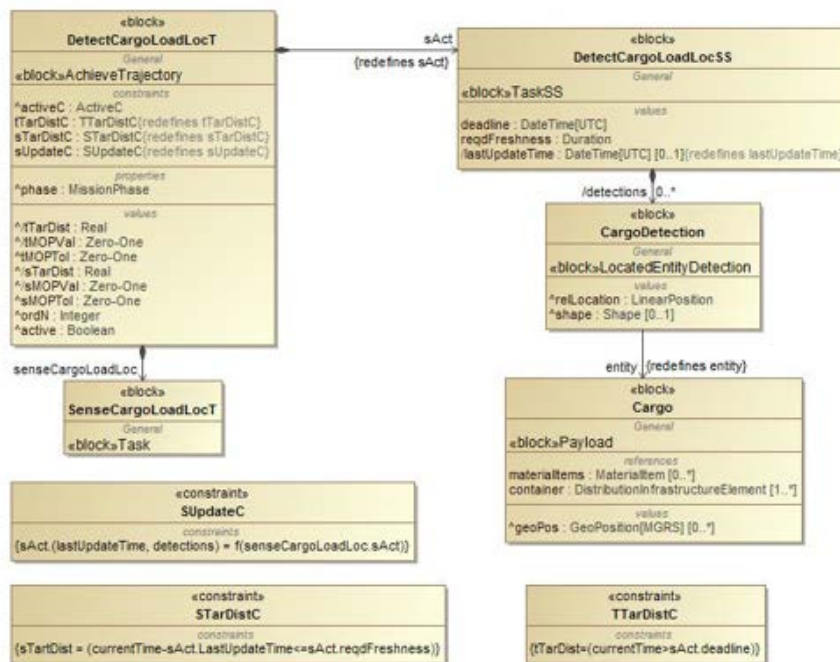 «block»
DetectCargoLoadLocT
General
«block»AchieveTrajectory
constraints
^activeC : ActiveC
tTarDistC : TTarDistC{redefines tTarDistC}
sTarDistC : STarDistC{redefines sTarDistC}
sUpdateC : SUpdateC{redefines sUpdateC}
properties
^phase : MissionPhase
values
^/tTarDist : Real
^/tMOPVal : Zero-One
^tMOPTol : Zero-One
^/sTarDist : Real
^/sMOPVal : Zero-One
^sMOPTol : Zero-One
^ordN : Integer
^active : Boolean
sAct
{redefines sAct}
«block»
DetectCargoLoadLocSS
General
«block»TaskSS
values
deadline : DateTime[UTC]
reqdFreshness : Duration
/lastUpdateTime : DateTime[UTC] [0..1]{redefines lastUpdateTime}
/detections 0..*
«block»
CargoDetection
General
«block»LocatedEntityDetection
values
^relLocation : LinearPosition
^shape : Shape [0..1]
senseCargoLoadLoc
«block»
SenseCargoLoadLocT
General
«block»Task
entity {redefines entity}
«block»
Cargo
General
«block»Payload
references
materialItems : MaterialItem [0..*]
container : DistributionInfrastructureElement [1..*]
values
^geoPos : GeoPosition[MGRS] [0..*]
«constraint»
SUpdateC
constraints
{sAct.(lastUpdateTime, detections) = f(senseCargoLoadLoc.sAct)}
«constraint»
STarDistC
constraints
{sTartDist = (currentTime-sAct.LastUpdateTime<=sAct.reqdFreshness)}
«constraint»
TTarDistC
constraints
{tTarDist=(currentTime>sAct.deadline)}